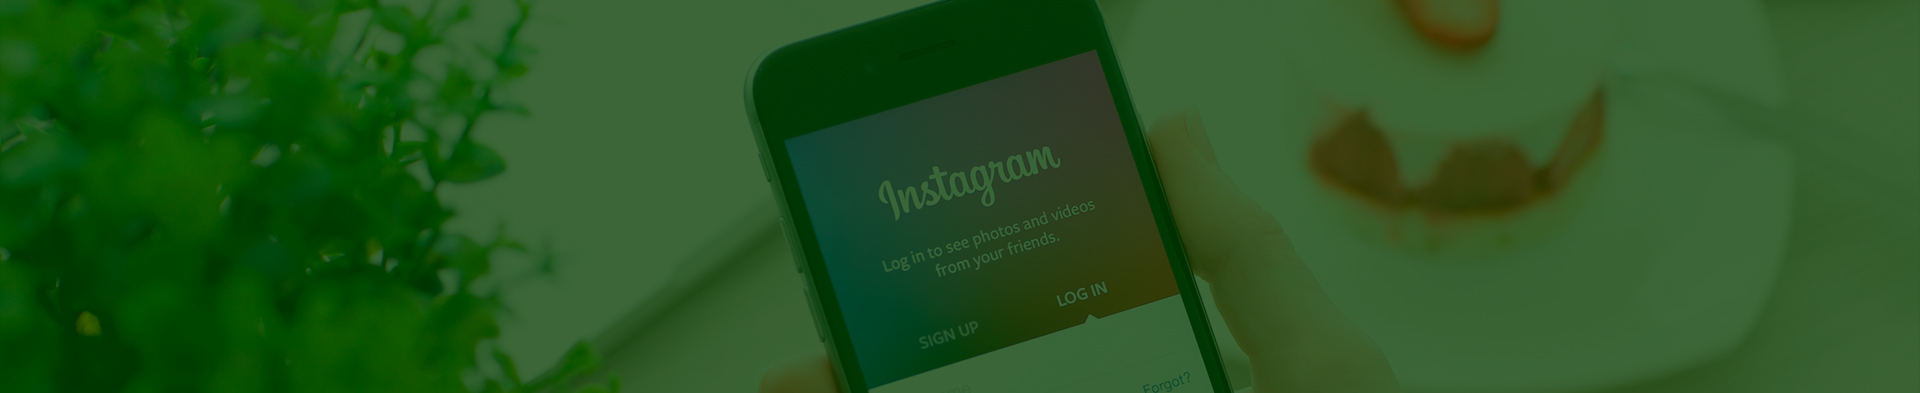 Instagram
Log in to see photos and videos
from your friends.
SIGN UP
LOG IN
Forgot?